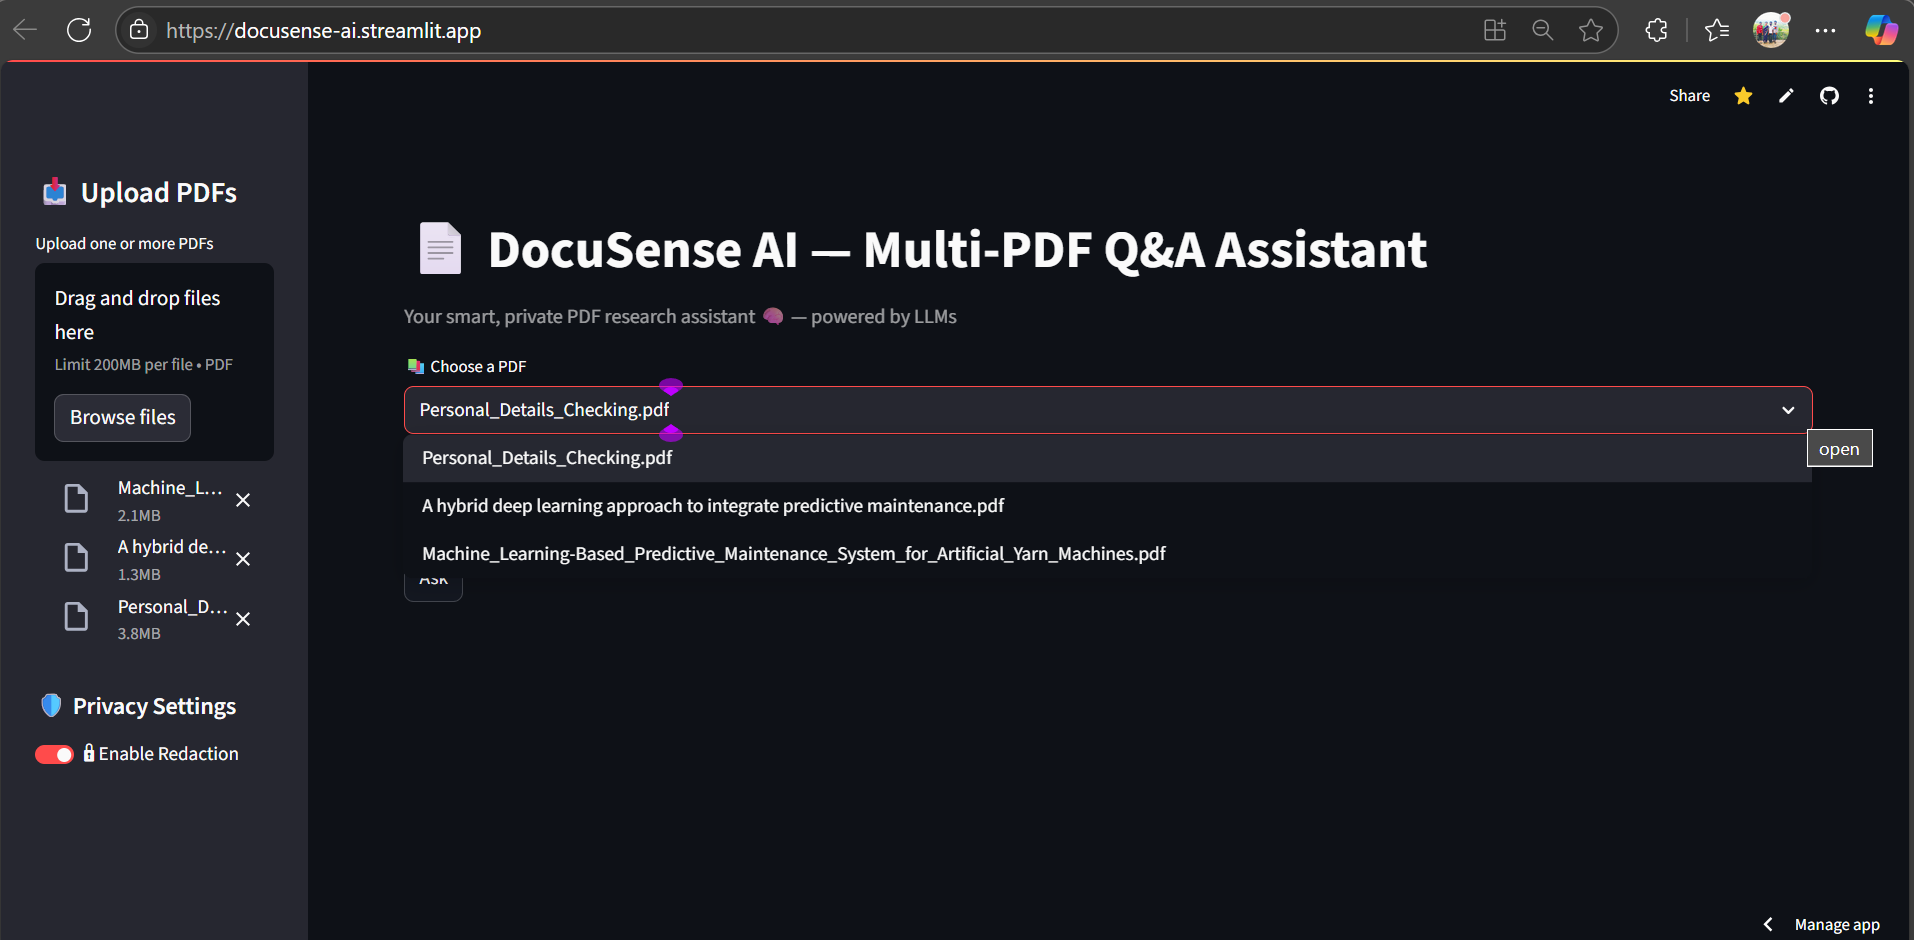 https://docusense-ai.streamlit.app
Share
Upload PDFs
Upload one or more PDFs
Drag and drop files
here
Limit 200MB per file • PDF
Browse files
Machine_L...
2.1MB
A hybrid de...
1.3MB
Personal_D...
3.8MB
Privacy Settings
Enable Redaction
DocuSense AI — Multi-PDF Q&A Assistant
Your smart, private PDF research assistant — powered by LLMs
Choose a PDF
Personal_Details_Checking.pdf
open
Personal_Details_Checking.pdf
A hybrid deep learning approach to integrate predictive maintenance.pdf
Machine_Learning-Based_Predictive_Maintenance_System_for_Artificial_Yarn_Machines.pdf
Ask
Manage app